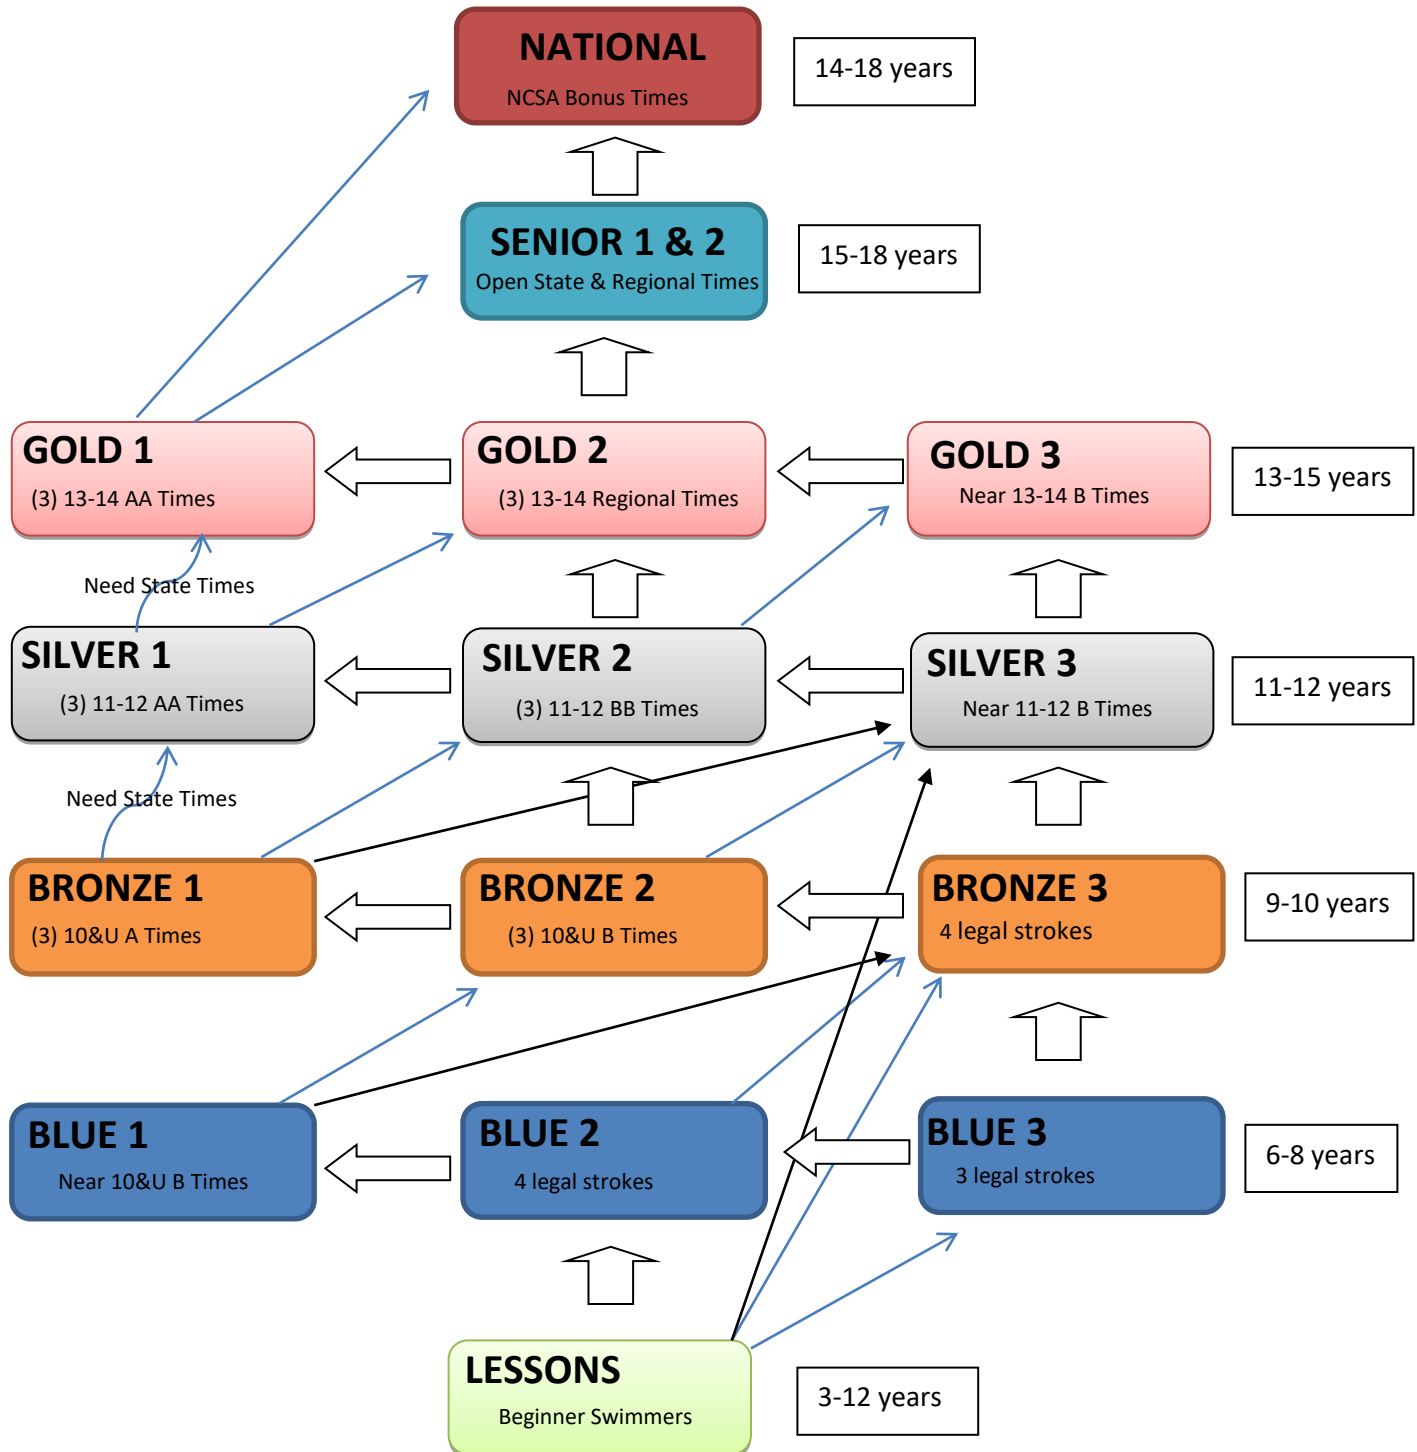 NATIONAL
NCSA Bonus Times
14-18 years
SENIOR 1 & 2
Open State & Regional Times
15-18 years
GOLD 1
(3) 13-14 AA Times
GOLD 2
(3) 13-14 Regional Times
GOLD 3
Near 13-14 B Times
13-15 years
Need State Times
SILVER 1
(3) 11-12 AA Times
SILVER 2
(3) 11-12 BB Times
SILVER 3
Near 11-12 B Times
11-12 years
Need State Times
BRONZE 1
(3) 10&U A Times
BRONZE 2
(3) 10&U B Times
BRONZE 3
4 legal strokes
9-10 years
BLUE 1
Near 10&U B Times
BLUE 2
4 legal strokes
BLUE 3
3 legal strokes
6-8 years
LESSONS
Beginner Swimmers
3-12 years